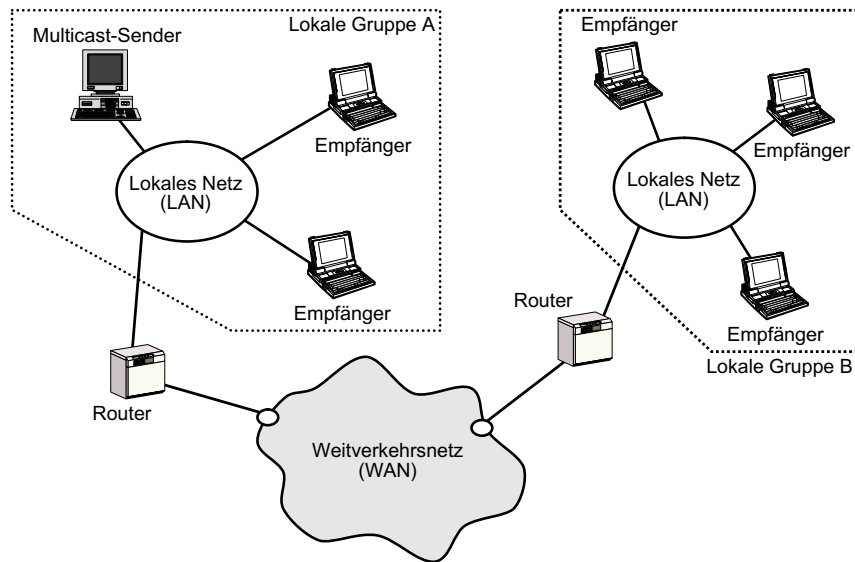 Lokale Gruppe A
Multicast-Sender
Empfänger
Lokales Netz
(LAN)
Empfänger
Router
Empfänger
Empfänger
Lokales Netz
(LAN)
Empfänger
Router
Lokale Gruppe B
Weitverkehrsnetz
(WAN)